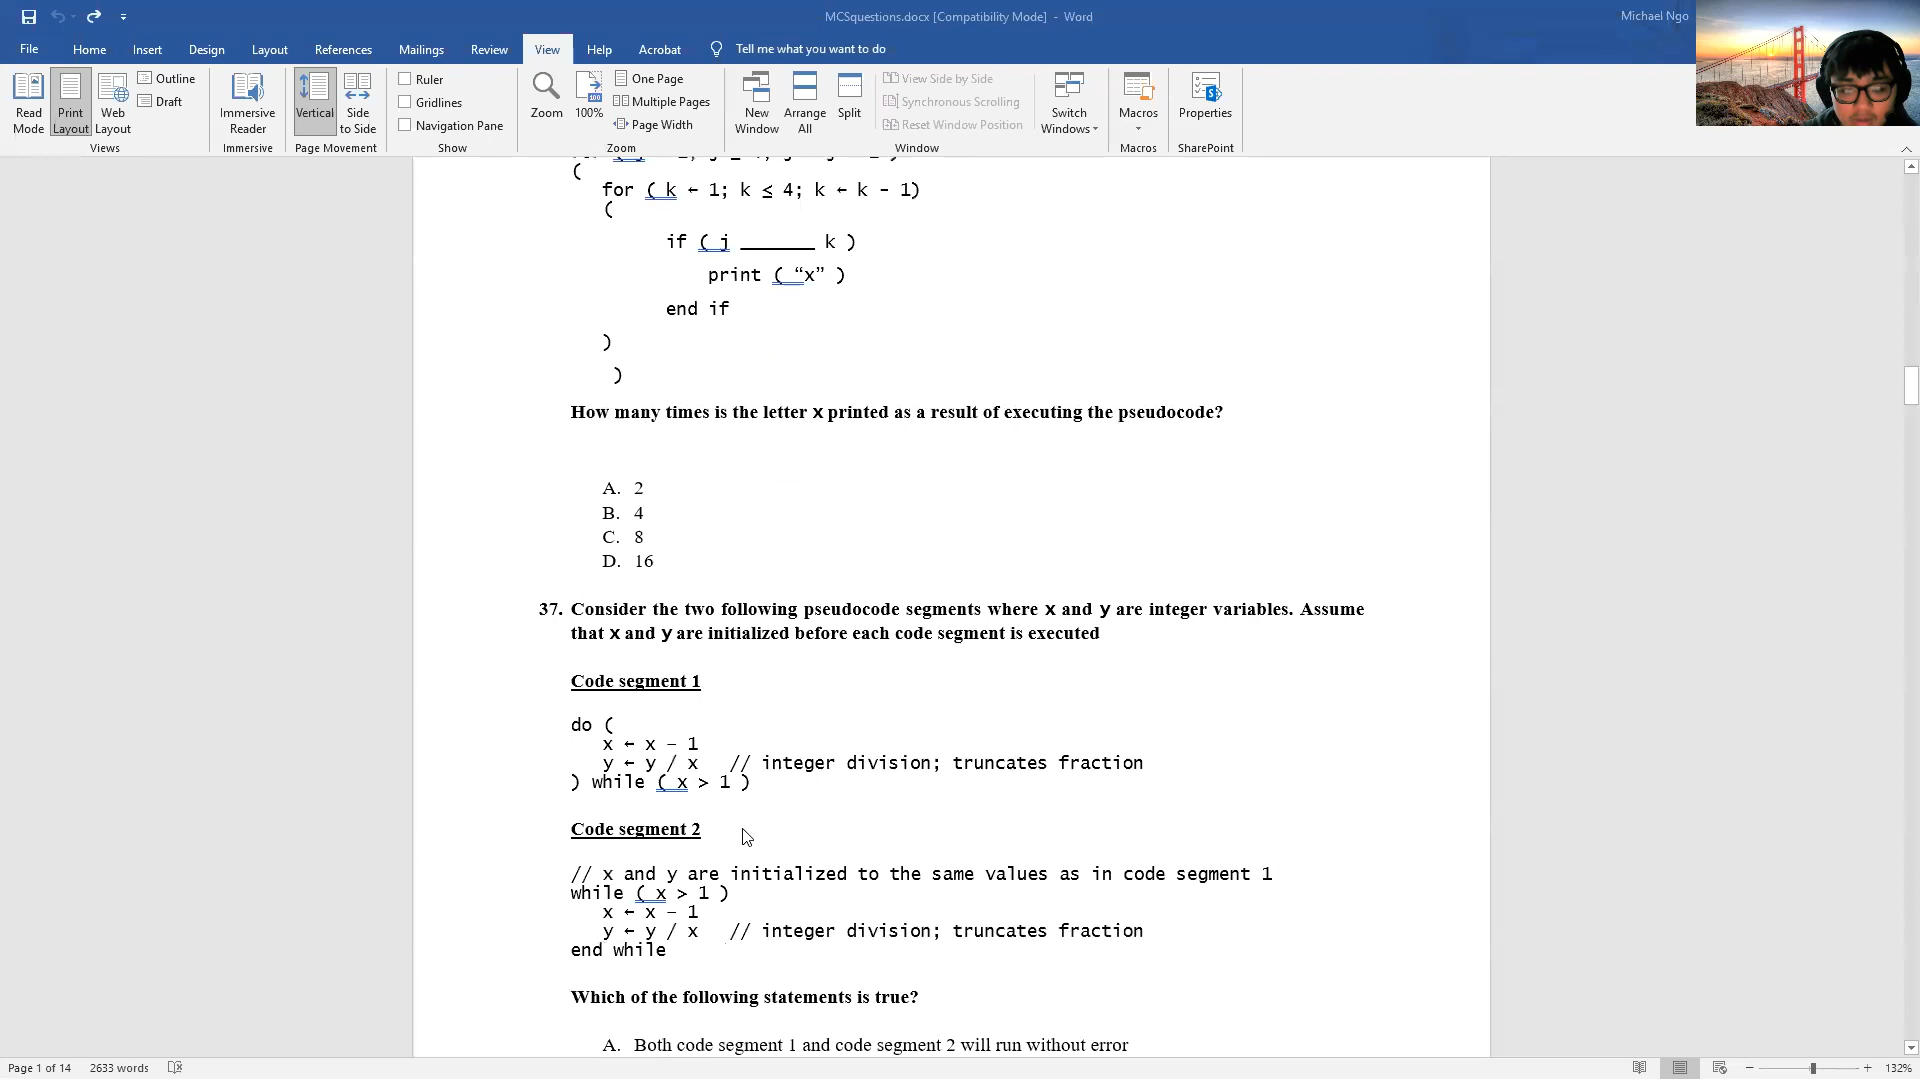 MCSquestions.docx [Compatibility Mode] - Word
Michael Ngo
File Home Insert Design Layout References Mailings Review View Help Acrobat Tell me what you want to do
Read Mode
Print Layout
Web Layout
Outline
Draft
Views
Immersive Reader
Immersive
Vertical
Side to Side
Page Movement
Ruler
Gridlines
Navigation Pane
Show
Zoom
100
100%
One Page
Multiple Pages
Page Width
Zoom
New Window
Arrange All
Split
View Side by Side
Synchronous Scrolling
Reset Window Position
Window
Switch Windows
Macros
Macros
S
Properties
SharePoint
(
for ( k ← 1; k ≤ 4; k ← k - 1)
(
if ( j _______ k )
print ( “x” )
end if
)
)
How many times is the letter x printed as a result of executing the pseudocode?
A. 2
B. 4
C. 8
D. 16
37. Consider the two following pseudocode segments where x and y are integer variables. Assume
that x and y are initialized before each code segment is executed
Code segment 1
do (
x ← x – 1
y ← y / x // integer division; truncates fraction
) while ( x > 1 )
Code segment 2
// x and y are initialized to the same values as in code segment 1
while ( x > 1 )
x ← x – 1
y ← y / x // integer division; truncates fraction
end while
Which of the following statements is true?
A. Both code segment 1 and code segment 2 will run without error
Page 1 of 14 2633 words
132%